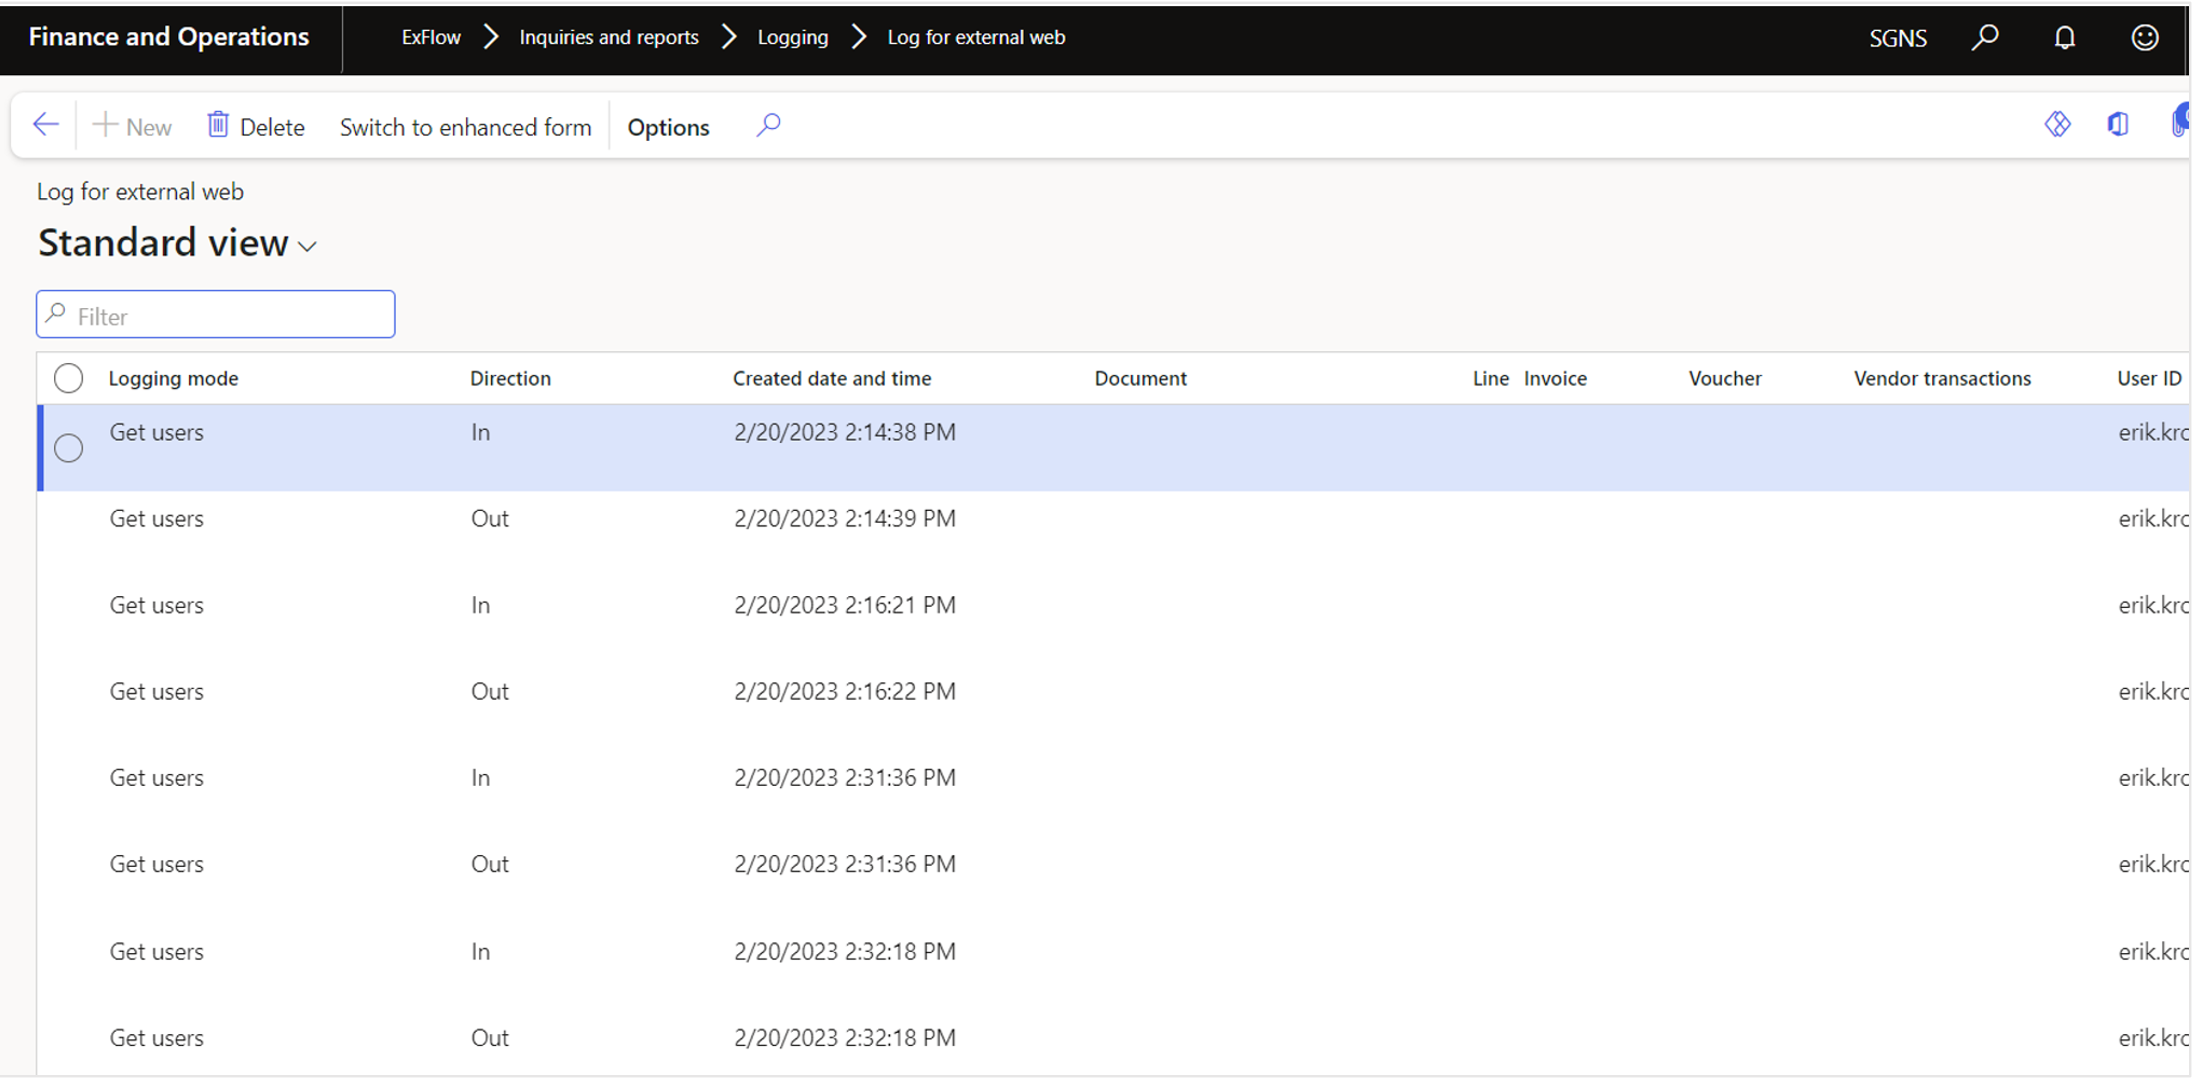 Finance and Operations ExFlow Inquiries and reports Logging Log for external web SGNS
New Delete Switch to enhanced form Options
Log for external web
Standard view
Filter
Logging mode Direction Created date and time Document Line Invoice Voucher Vendor transactions User ID
Get users In 2/20/2023 2:14:38 PM erik.krc
Get users Out 2/20/2023 2:14:39 PM erik.krc
Get users In 2/20/2023 2:16:21 PM erik.krc
Get users Out 2/20/2023 2:16:22 PM erik.krc
Get users In 2/20/2023 2:31:36 PM erik.krc
Get users Out 2/20/2023 2:31:36 PM erik.krc
Get users In 2/20/2023 2:32:18 PM erik.krc
Get users Out 2/20/2023 2:32:18 PM erik.krc